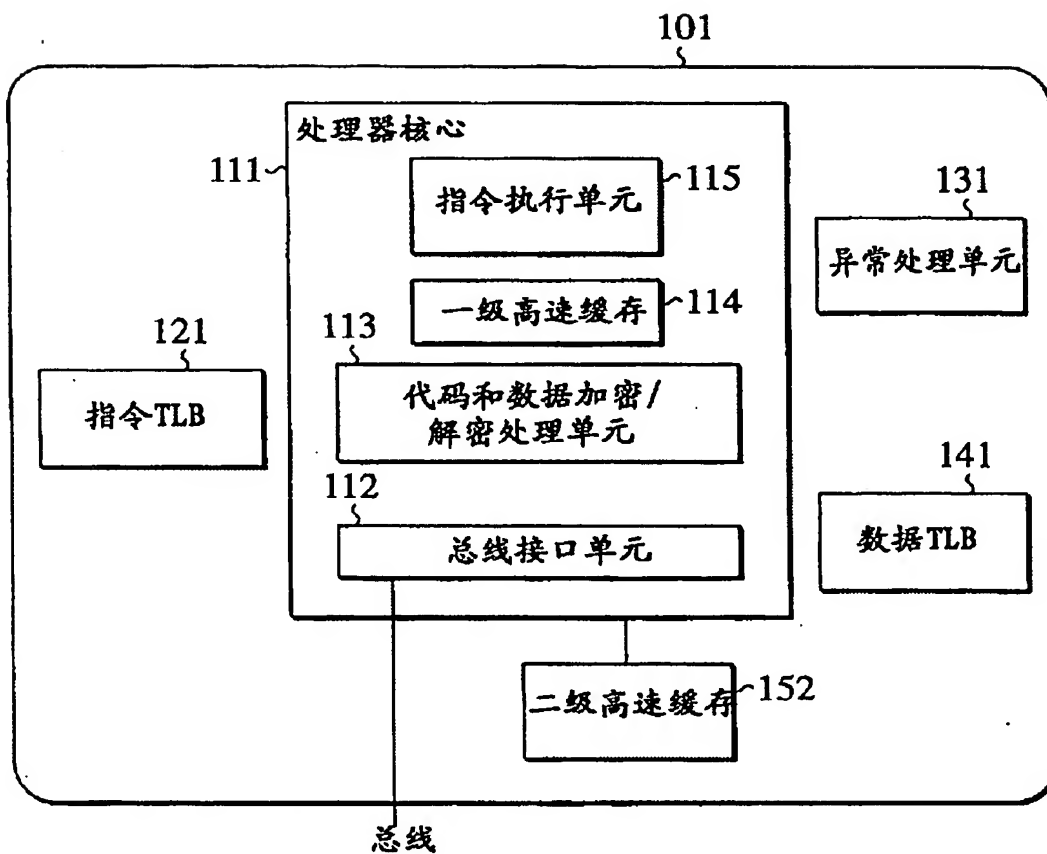 101
处理器核心
111
指令执行单元
115
131
异常处理单元
一级高速缓存
114
113
121
指令TLB
代码和数据加密/
解密处理单元
141
数据TLB
112
总线接口单元
二级高速缓存
152
总线